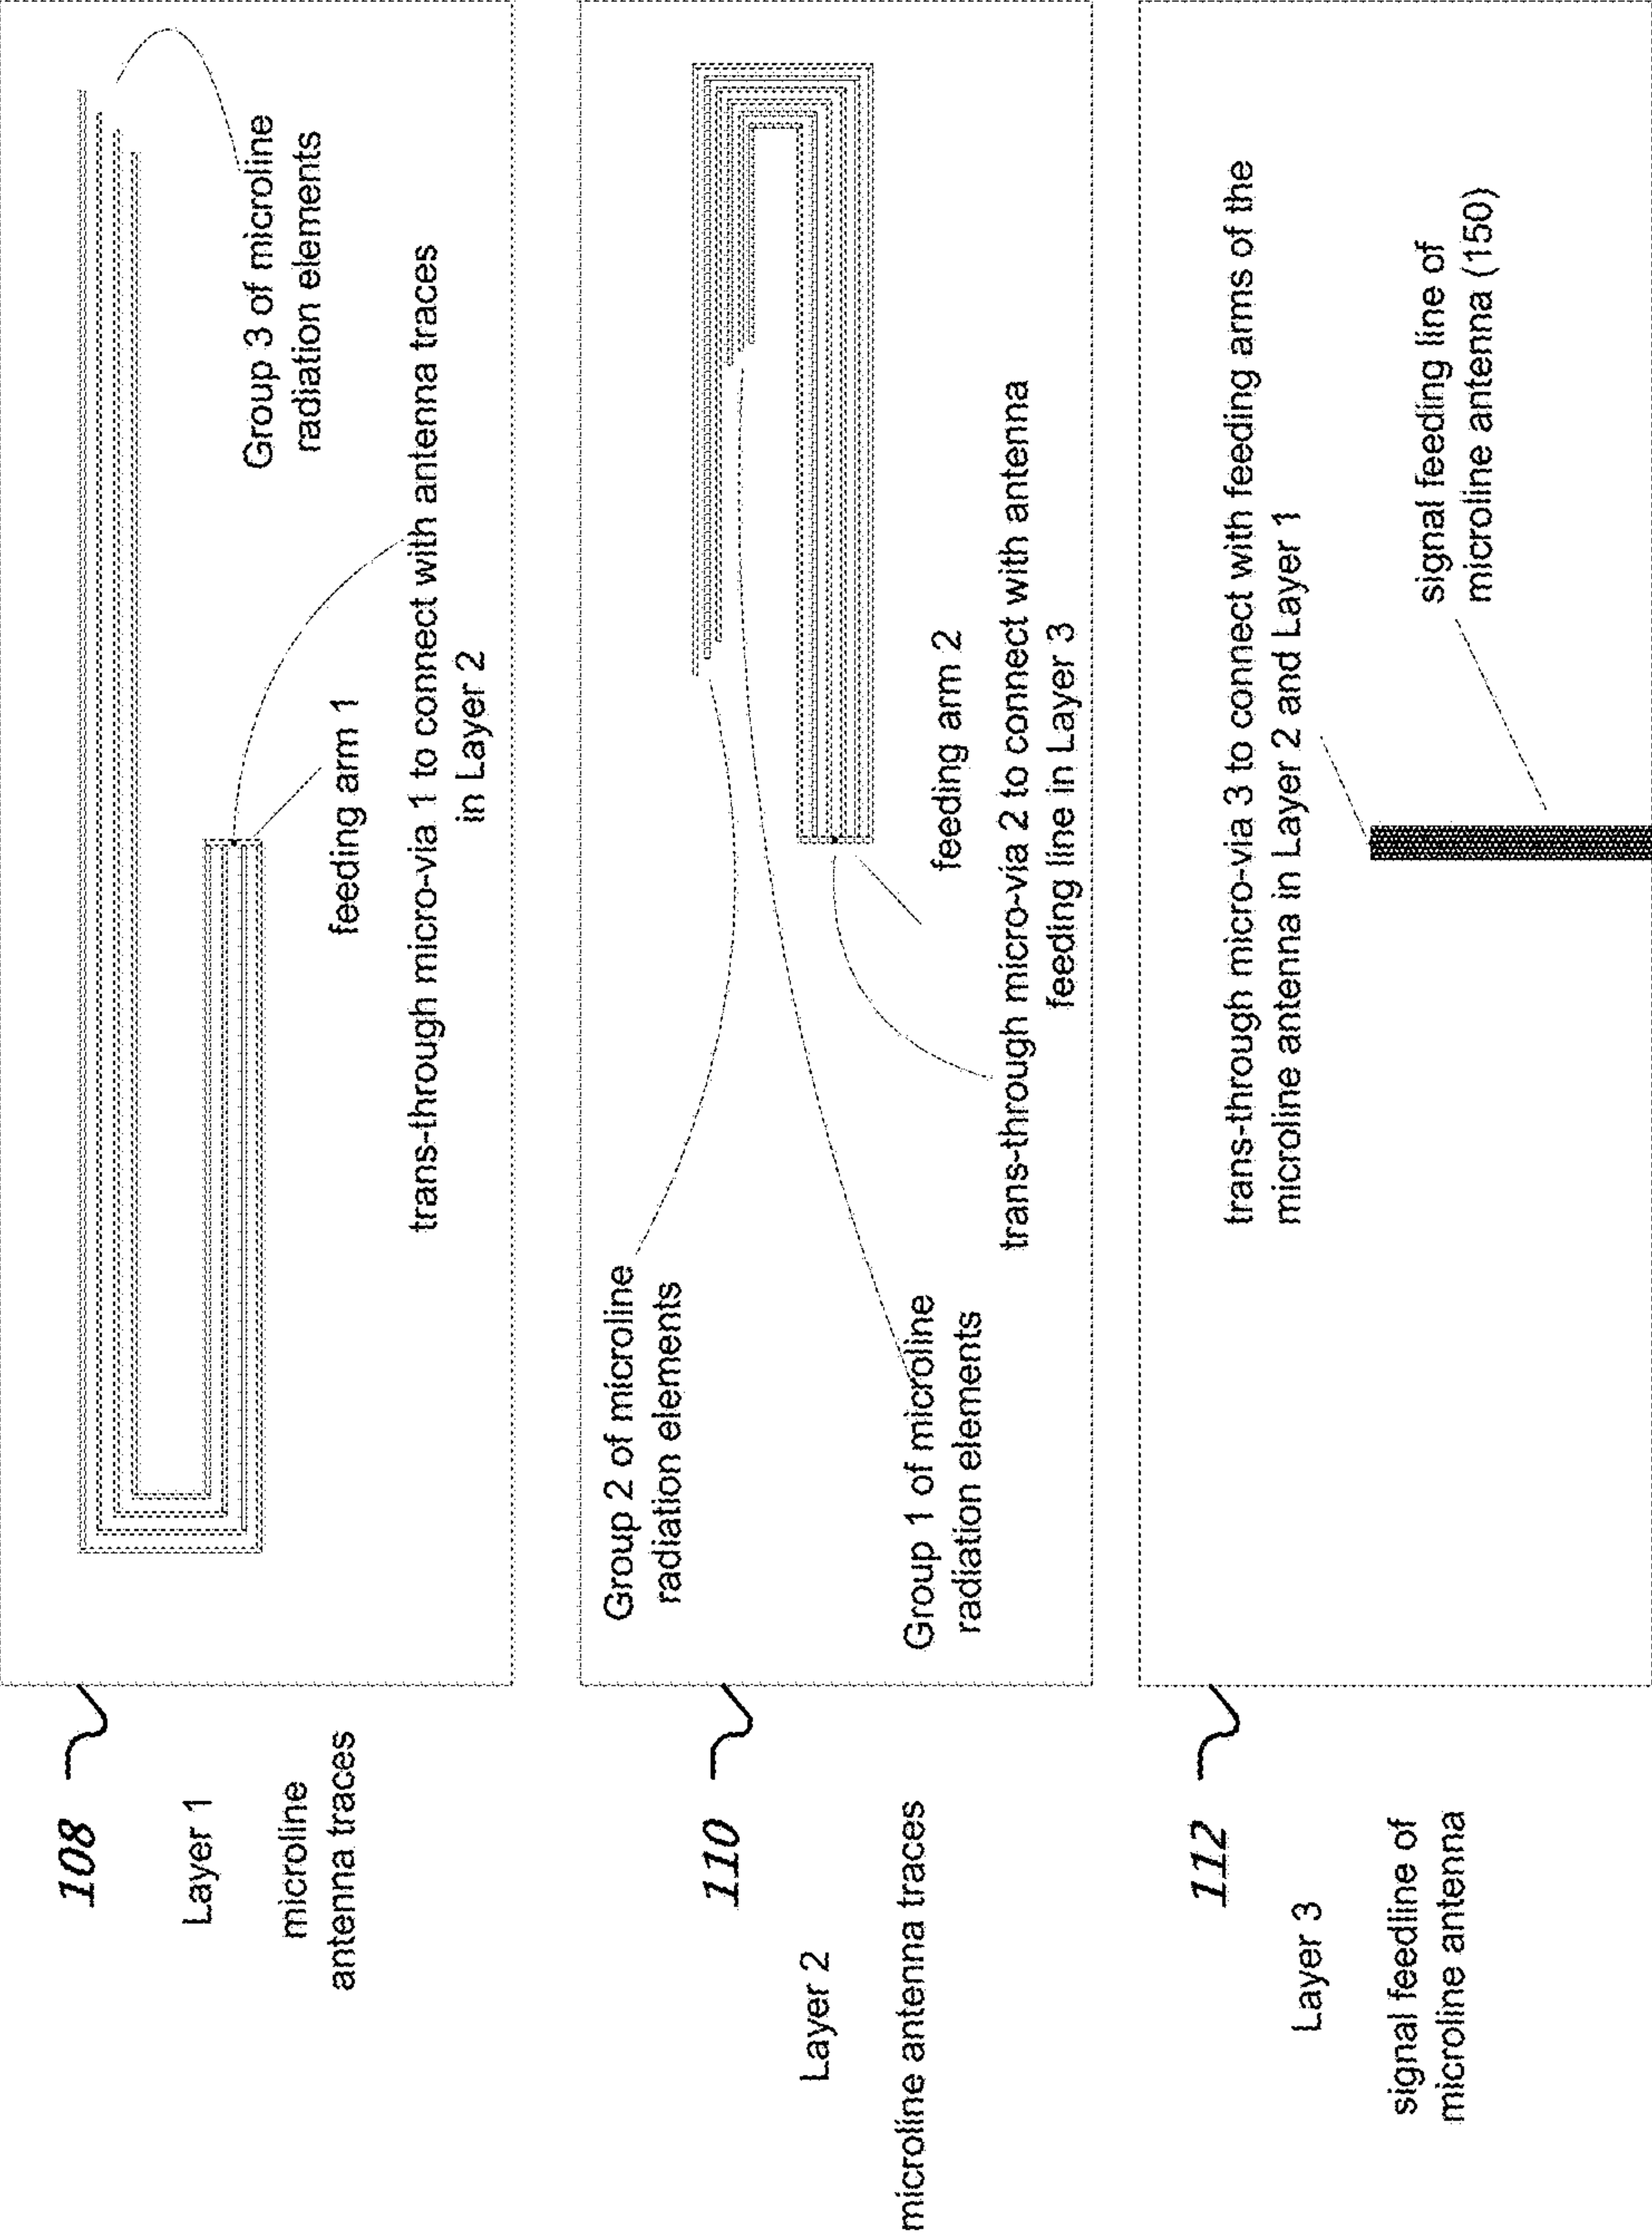 108
Layer 1
microline
antenna traces
Group 3 of microline
radiation elements
feeding arm 1
trans-through micro-via 1 to connect with antenna traces
in Layer 2
110
Layer 2
microline antenna traces
Group 2 of microline
radiation elements
Group 1 of microline
radiation elements
feeding arm 2
trans-through micro-via 2 to connect with antenna
feeding line in Layer 3
112
Layer 3
signal feedline of
microline antenna
trans-through micro-via 3 to connect with feeding arms of the
microline antenna in Layer 2 and Layer 1
signal feeding line of
microline antenna (150)